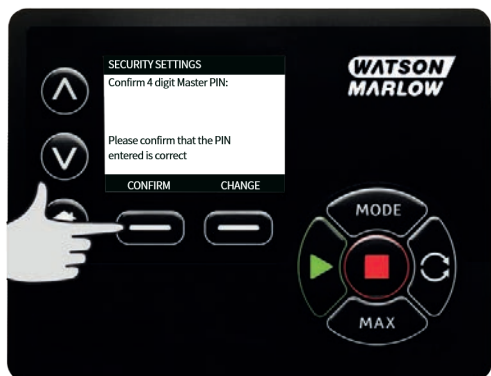 SECURITY SETTINGS
Confirm 4 digit Master PIN:
Please confirm that the PIN
entered is correct
CONFIRM CHANGE
WATSON
MARLOW
MODE
MAX